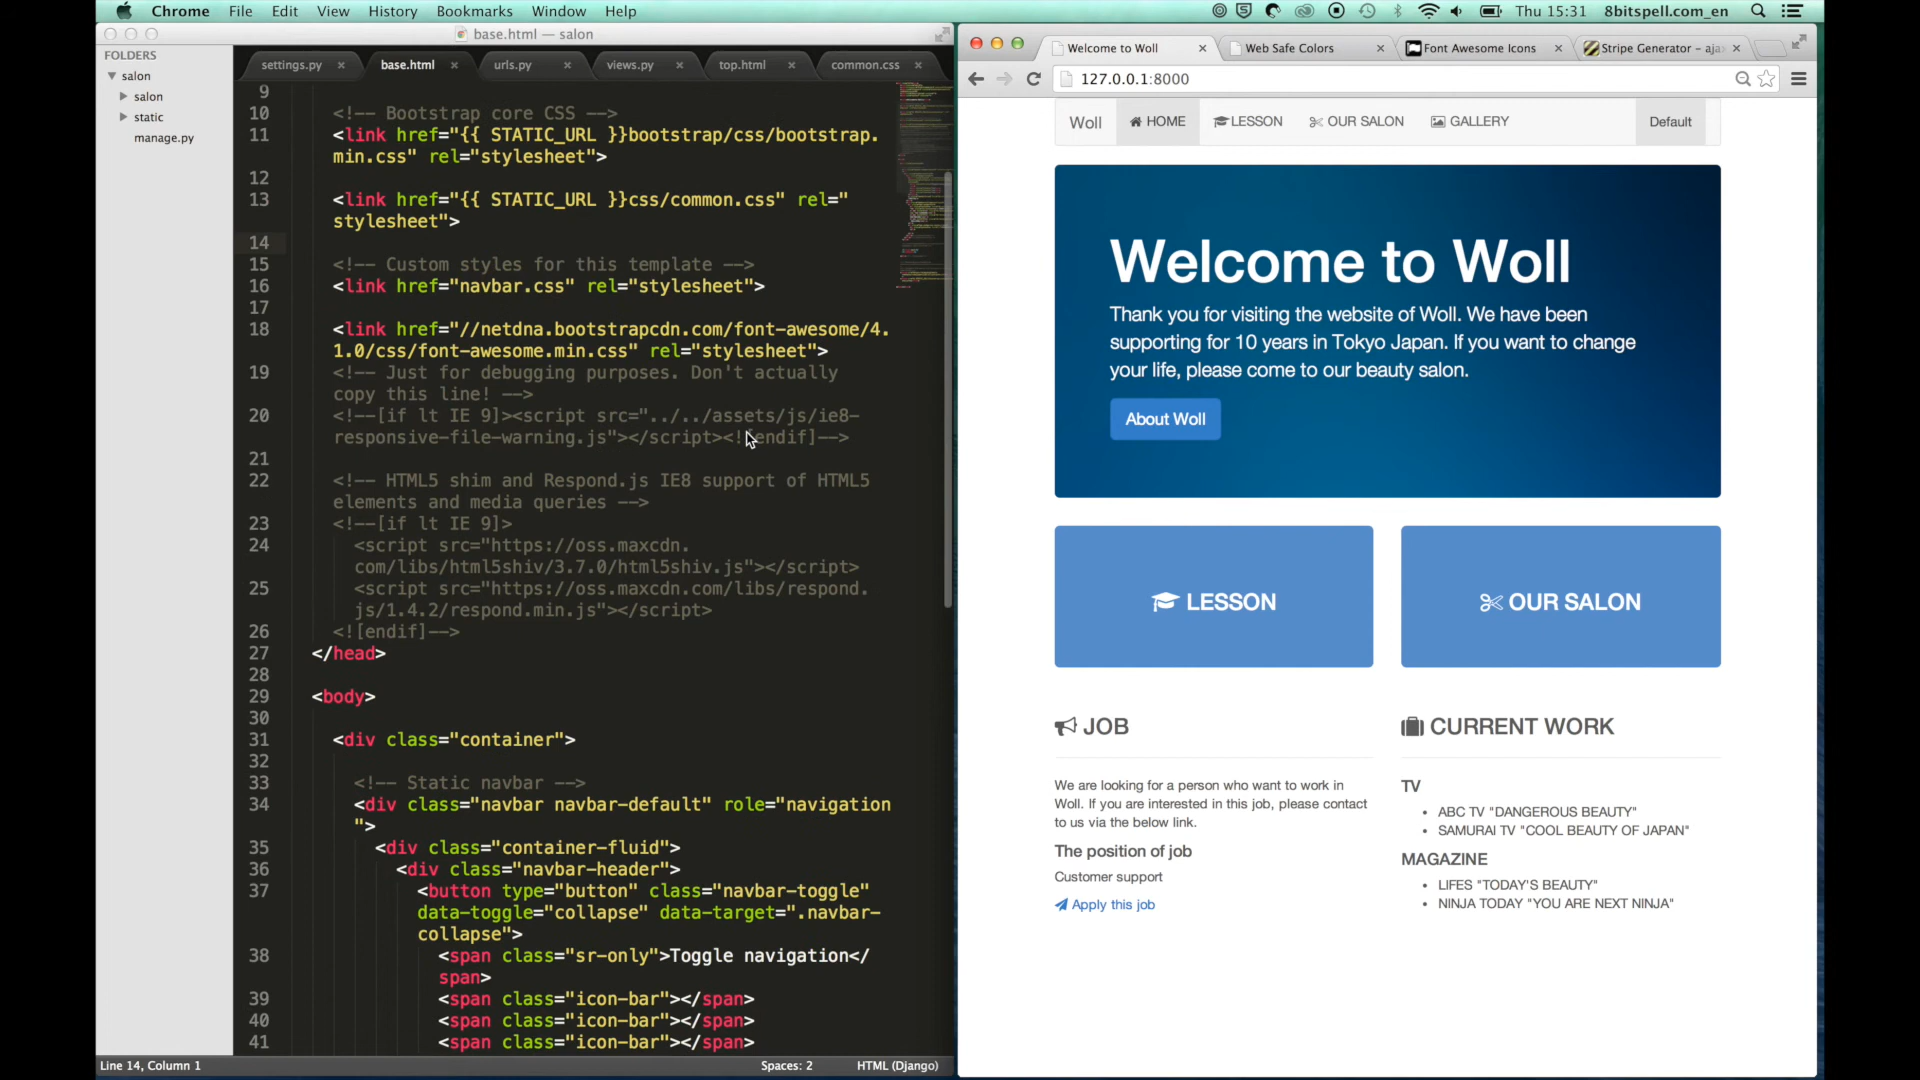 Chrome File Edit View History Bookmarks Window Help
Thu 15:31 8bitspell.com_en
base.html — salon
FOLDERS
salon
salon
static
manage.py
settings.py × base.html × urls.py × views.py × top.html × common.css ×
9
10 <!-- Bootstrap core CSS -->
11 <link href="{{ STATIC_URL }}bootstrap/css/bootstrap.
min.css" rel="stylesheet">
12
13 <link href="{{ STATIC_URL }}css/common.css" rel="
stylesheet">
14
15 <!-- Custom styles for this template -->
16 <link href="navbar.css" rel="stylesheet">
17
18 <link href="//netdna.bootstrapcdn.com/font-awesome/4.
1.0/css/font-awesome.min.css" rel="stylesheet">
19 <!-- Just for debugging purposes. Don't actually
copy this line! -->
20 <!--[if lt IE 9]><script src="../../assets/js/ie8-
responsive-file-warning.js"></script><![endif]-->
21
22 <!-- HTML5 shim and Respond.js IE8 support of HTML5
elements and media queries -->
23 <!--[if lt IE 9]>
24 <script src="https://oss.maxcdn.
com/libs/html5shiv/3.7.0/html5shiv.js"></script>
25 <script src="https://oss.maxcdn.com/libs/respond.
js/1.4.2/respond.min.js"></script>
26 <![endif]-->
27 </head>
28
29 <body>
30
31 <div class="container">
32
33 <!-- Static navbar -->
34 <div class="navbar navbar-default" role="navigation
">
35 <div class="container-fluid">
36 <div class="navbar-header">
37 <button type="button" class="navbar-toggle"
data-toggle="collapse" data-target=".navbar-
collapse">
38 <span class="sr-only">Toggle navigation</
span>
39 <span class="icon-bar"></span>
40 <span class="icon-bar"></span>
41 <span class="icon-bar"></span>
Line 14, Column 1 Spaces: 2 HTML (Django)
Welcome to Woll × Web Safe Colors × Font Awesome Icons × Stripe Generator - aja ×
127.0.0.1:8000
Woll HOME LESSON OUR SALON GALLERY Default
Welcome to Woll
Thank you for visiting the website of Woll. We have been
supporting for 10 years in Tokyo Japan. If you want to change
your life, please come to our beauty salon.
About Woll
LESSON OUR SALON
JOB
We are looking for a person who want to work in
Woll. If you are interested in this job, please contact
to us via the below link.
The position of job
Customer support
Apply this job
CURRENT WORK
TV
• ABC TV "DANGEROUS BEAUTY"
• SAMURAI TV "COOL BEAUTY OF JAPAN"
MAGAZINE
• LIFES "TODAY'S BEAUTY"
• NINJA TODAY "YOU ARE NEXT NINJA"